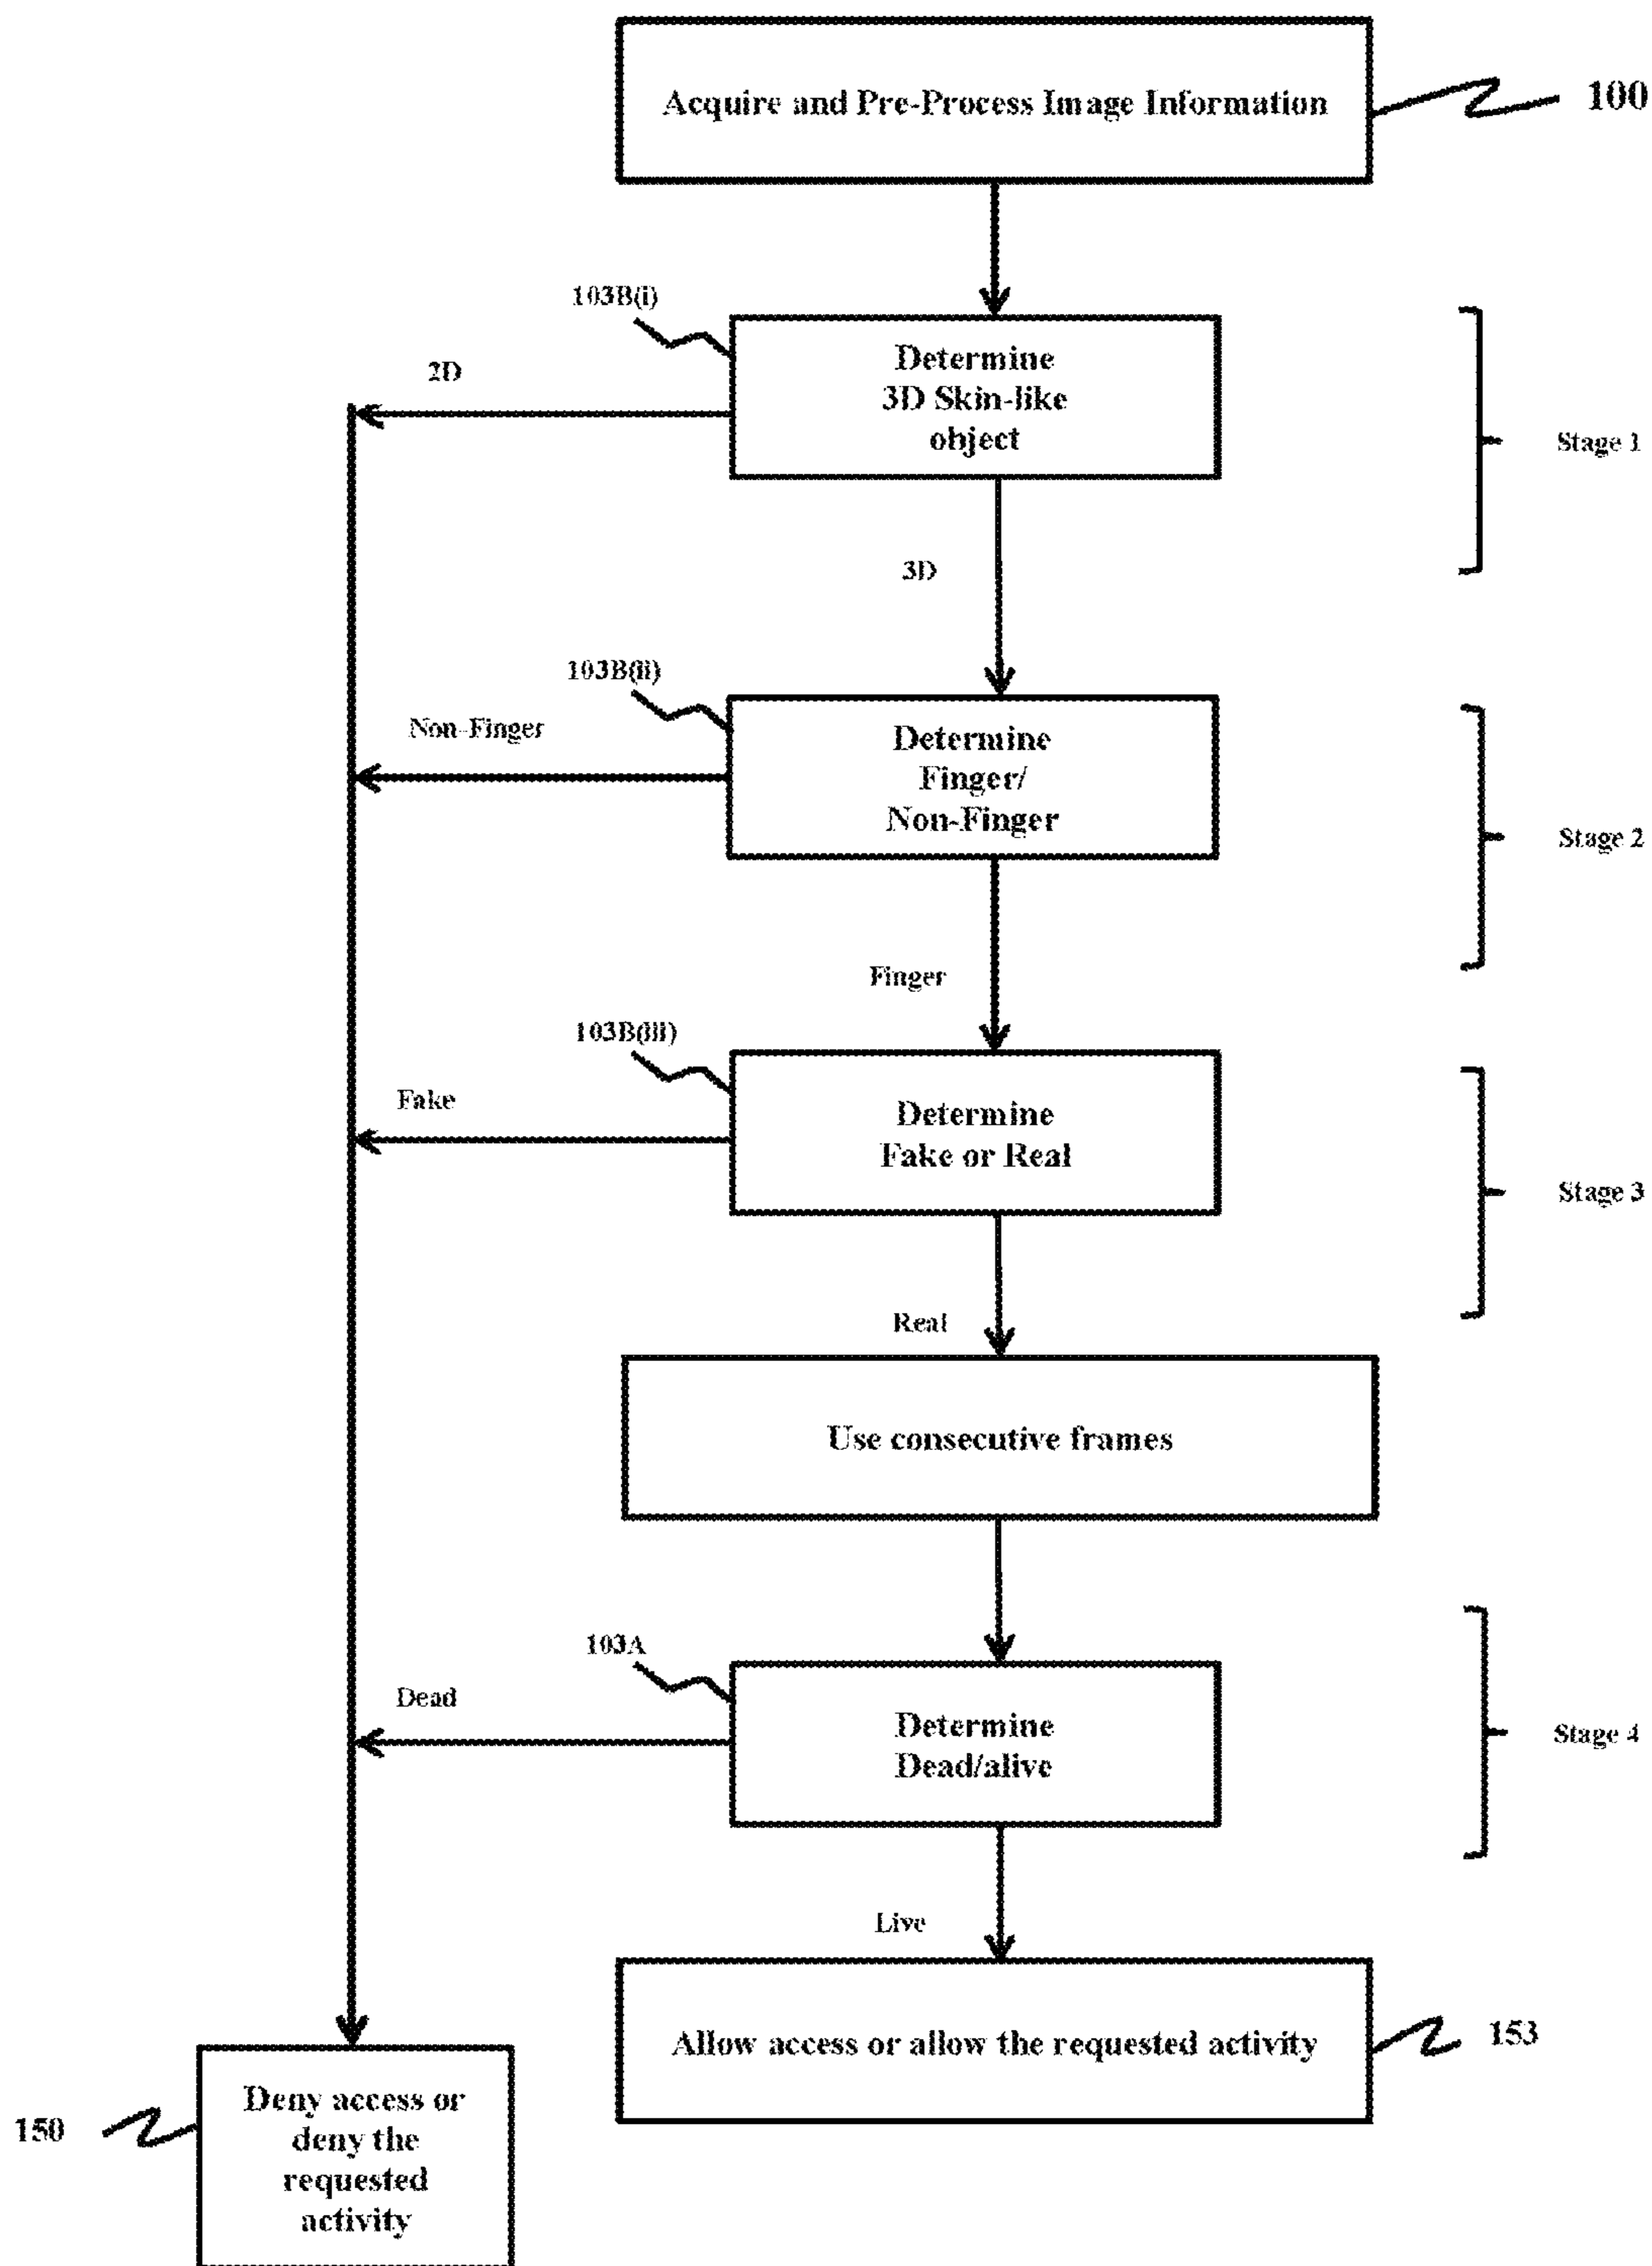 Acquire and Pre-Process Image Information
100
103B(i)
2D
Determine
3D Skin-like
object
Stage 1
3D
103B(ii)
Non-Finger
Determine
Finger/
Non-Finger
Stage 2
Finger
103B(iii)
Fake
Determine
Fake or Real
Stage 3
Real
Use consecutive frames
103A
Dead
Determine
Dead/alive
Stage 4
Live
Allow access or allow the requested activity
153
150
Deny access or
deny the
requested
activity